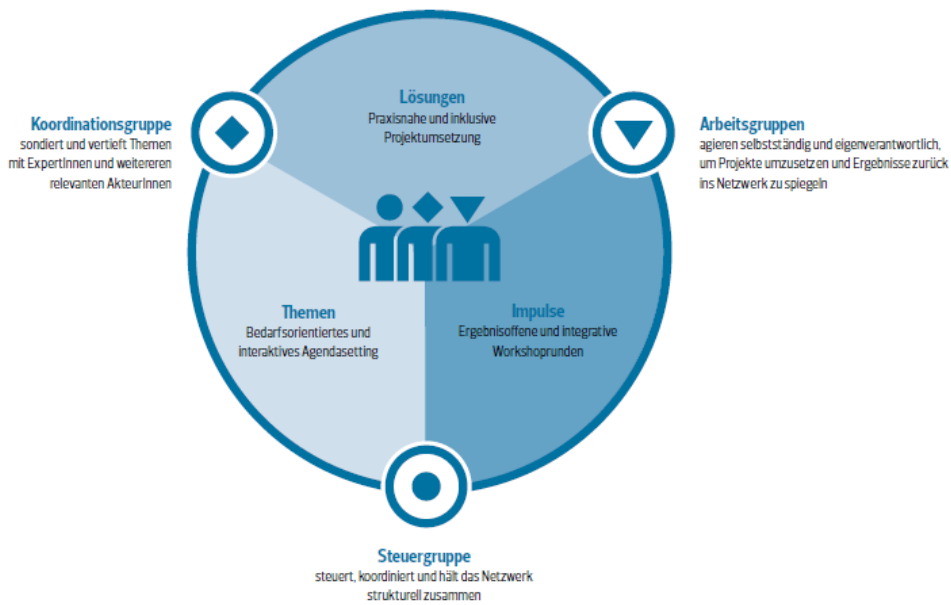 Lösungen
Praxisnahe und inklusive
Projektumsetzung
Koordinationsgruppe
sondiert und vertieft Themen
mit ExpertInnen und weitereren
relevanten AkteurInnen
Arbeitsgruppen
agieren selbstständig und eigenverantwortlich,
um Projekte umzusetzen und Ergebnisse zurück
ins Netzwerk zu spiegeln
Themen
Bedarfsorientiertes und
interaktives Agendasetting
Impulse
Ergebnisoffene und integrative
Workshoprunden
Steuergruppe
steuert, koordiniert und hält das Netzwerk
strukturell zusammen